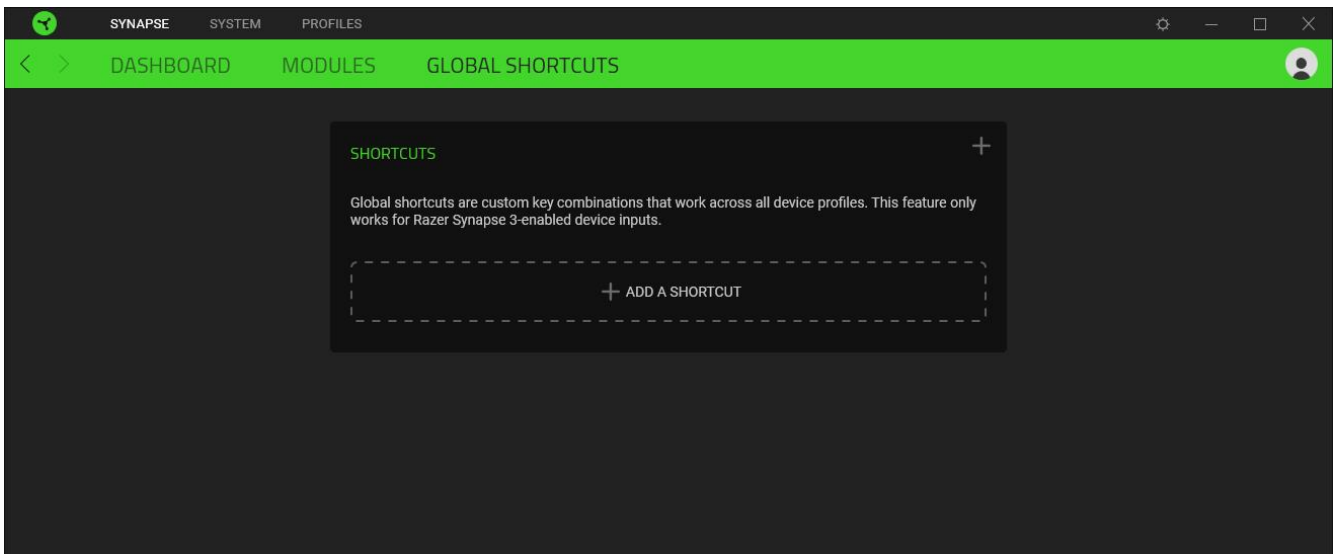 SYNAPSE SYSTEM PROFILES
DASHBOARD MODULES GLOBAL SHORTCUTS
SHORTCUTS
Global shortcuts are custom key combinations that work across all device profiles. This feature only
works for Razer Synapse 3-enabled device inputs.
ADD A SHORTCUT